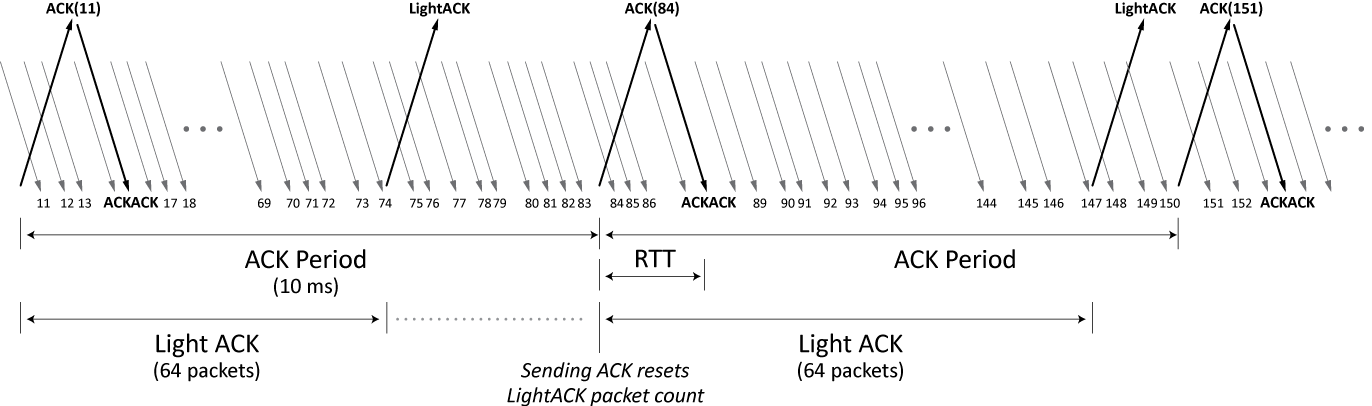 ACK(11) LightACK ACK(84) LightACK ACK(151)
11 12 13 ACKACK 17 18 69 70 71 72 73 74 75 76 77 78 79 80 81 82 83 84 85 86 ACKACK 89 90 91 92 93 94 95 96 144 145 146 147 148 149 150 151 152 ACKACK
ACK Period RTT ACK Period
(10 ms)
Light ACK Light ACK
(64 packets) (64 packets)
Sending ACK resets
LightACK packet count